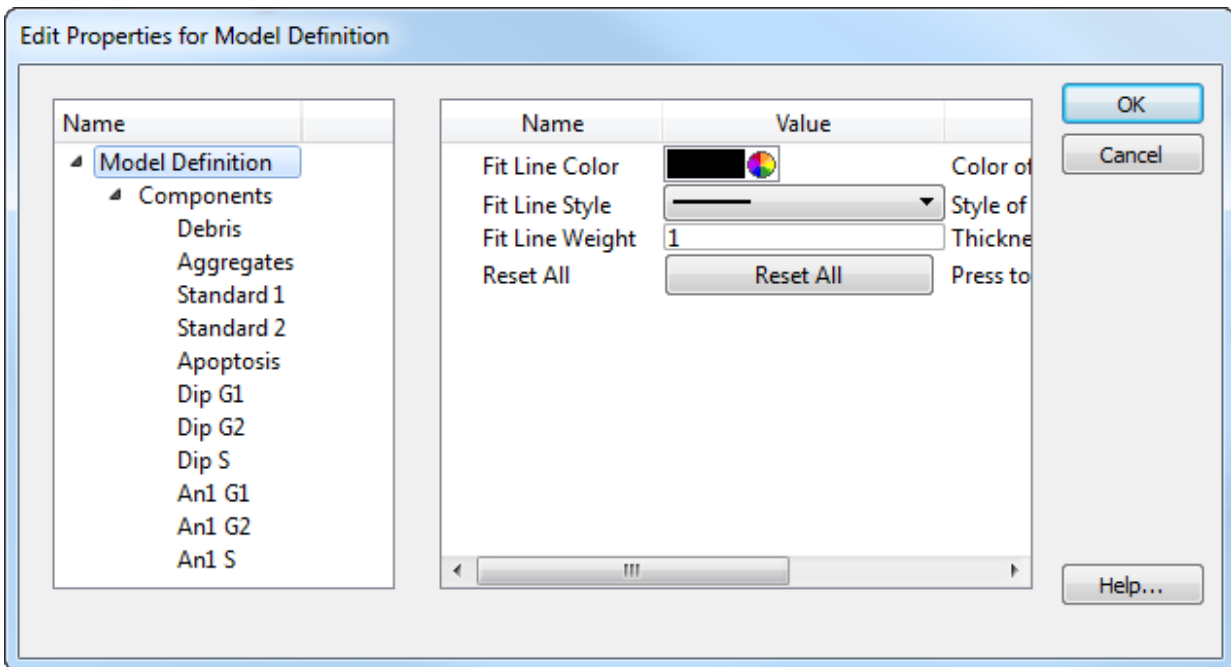 Edit Properties for Model Definition
Name
Model Definition
Components
Debris
Aggregates
Standard 1
Standard 2
Apoptosis
Dip G1
Dip G2
Dip S
An1 G1
An1 G2
An1 S
Name Value
Fit Line Color Color of
Fit Line Style Style of
Fit Line Weight 1 Thickne
Reset All Reset All Press to
OK
Cancel
Help...